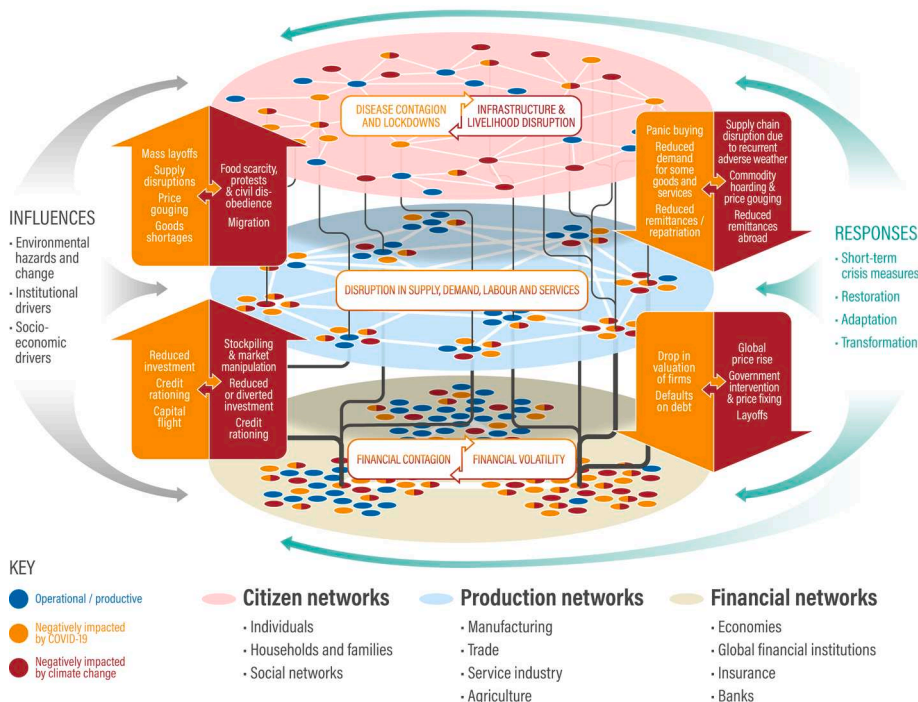 DISEASE CONTAGION
AND LOCKDOWNS
INFRASTRUCTURE &
LIVELIHOOD DISRUPTION
Mass layoffs
Supply
disruptions
Price
gouging
Goods
shortages
Food scarcity,
protests
& civil dis-
obedience
Migration
Panic buying
Reduced
demand
for some
goods and
services
Reduced
remittances /
repatriation
Supply chain
disruption due
to recurrent
adverse weather
Commodity
hoarding &
price gouging
Reduced
remittances
abroad
INFLUENCES
• Environmental
hazards and
change
• Institutional
drivers
• Socio-
economic
drivers
DISRUPTION IN SUPPLY, DEMAND, LABOUR AND SERVICES
RESPONSES
• Short-term
crisis measures
• Restoration
• Adaptation
• Transformation
Reduced
investment
Credit
rationing
Capital
flight
Stockpiling
& market
manipulation
Reduced
or diverted
investment
Credit
rationing
Drop in
valuation
of firms
Defaults
on debt
Global
price rise
Government
intervention
& price fixing
Layoffs
FINANCIAL CONTAGION
FINANCIAL VOLATILITY
KEY
Operational / productive
Negatively impacted
by COVID-19
Negatively impacted
by climate change
Citizen networks
• Individuals
• Households and families
• Social networks
Production networks
• Manufacturing
• Trade
• Service industry
• Agriculture
Financial networks
• Economies
• Global financial institutions
• Insurance
• Banks